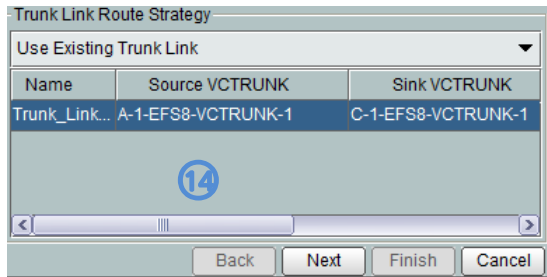 Trunk Link Route Strategy
Use Existing Trunk Link
Name Source VCTRUNK Sink VCTRUNK
Trunk_Link... A-1-EFS8-VCTRUNK-1 C-1-EFS8-VCTRUNK-1
⑭
Back Next Finish Cancel